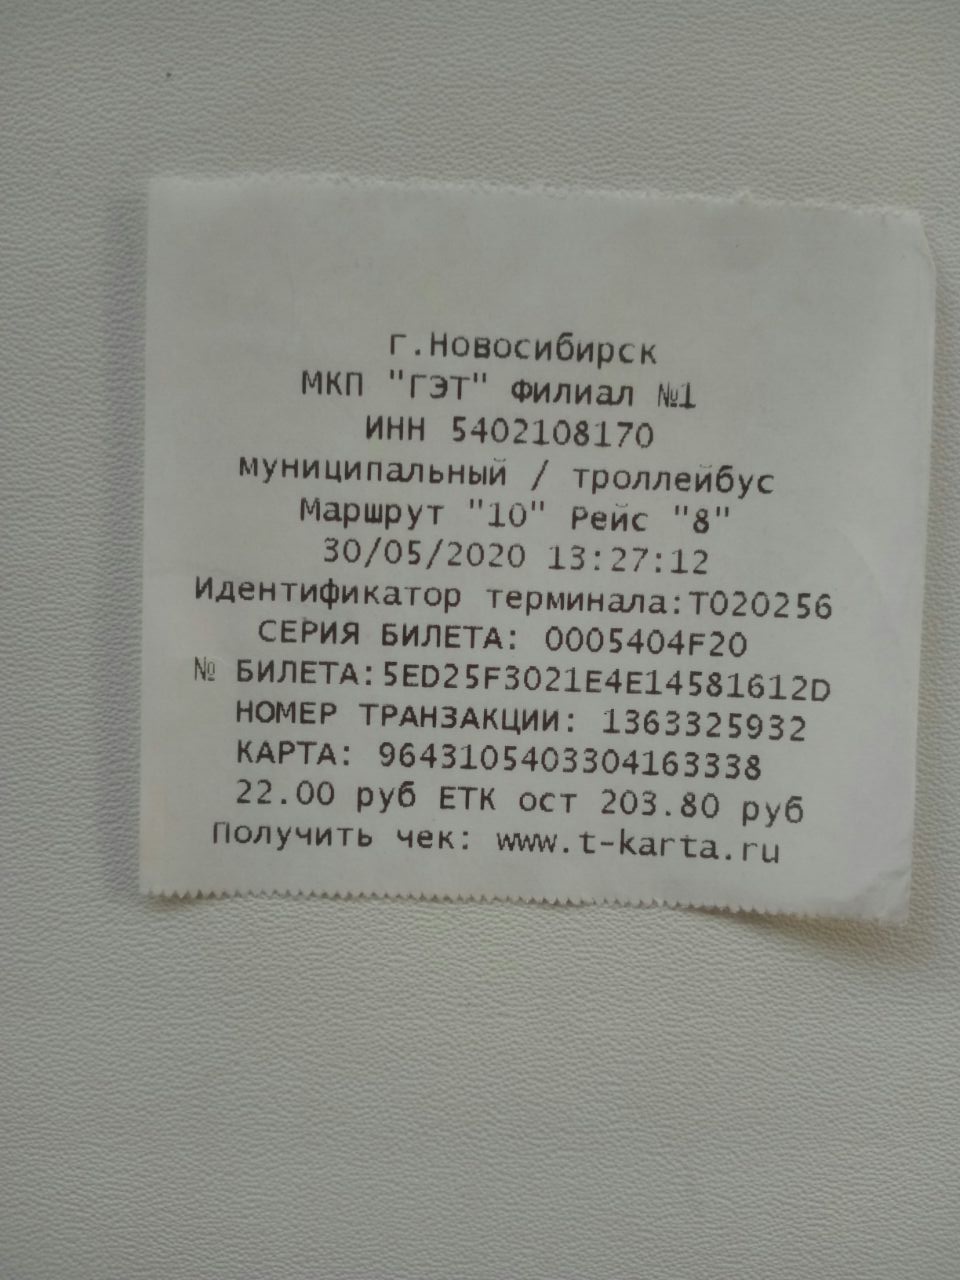 г.Новосибирск
МКП "ГЭТ" Филиал №1
ИНН 5402108170
муниципальный / троллейбус
Маршрут "10" Рейс "8"
30/05/2020 13:27:12
Идентификатор терминала:T020256
СЕРИЯ БИЛЕТА: 0005404F20
№ БИЛЕТА:5ED25F3021E4E14581612D
НОМЕР ТРАНЗАКЦИИ: 1363325932
КАРТА: 9643105403304163338
22.00 руб ЕТК ост 203.80 руб
Получить чек: www.t-karta.ru